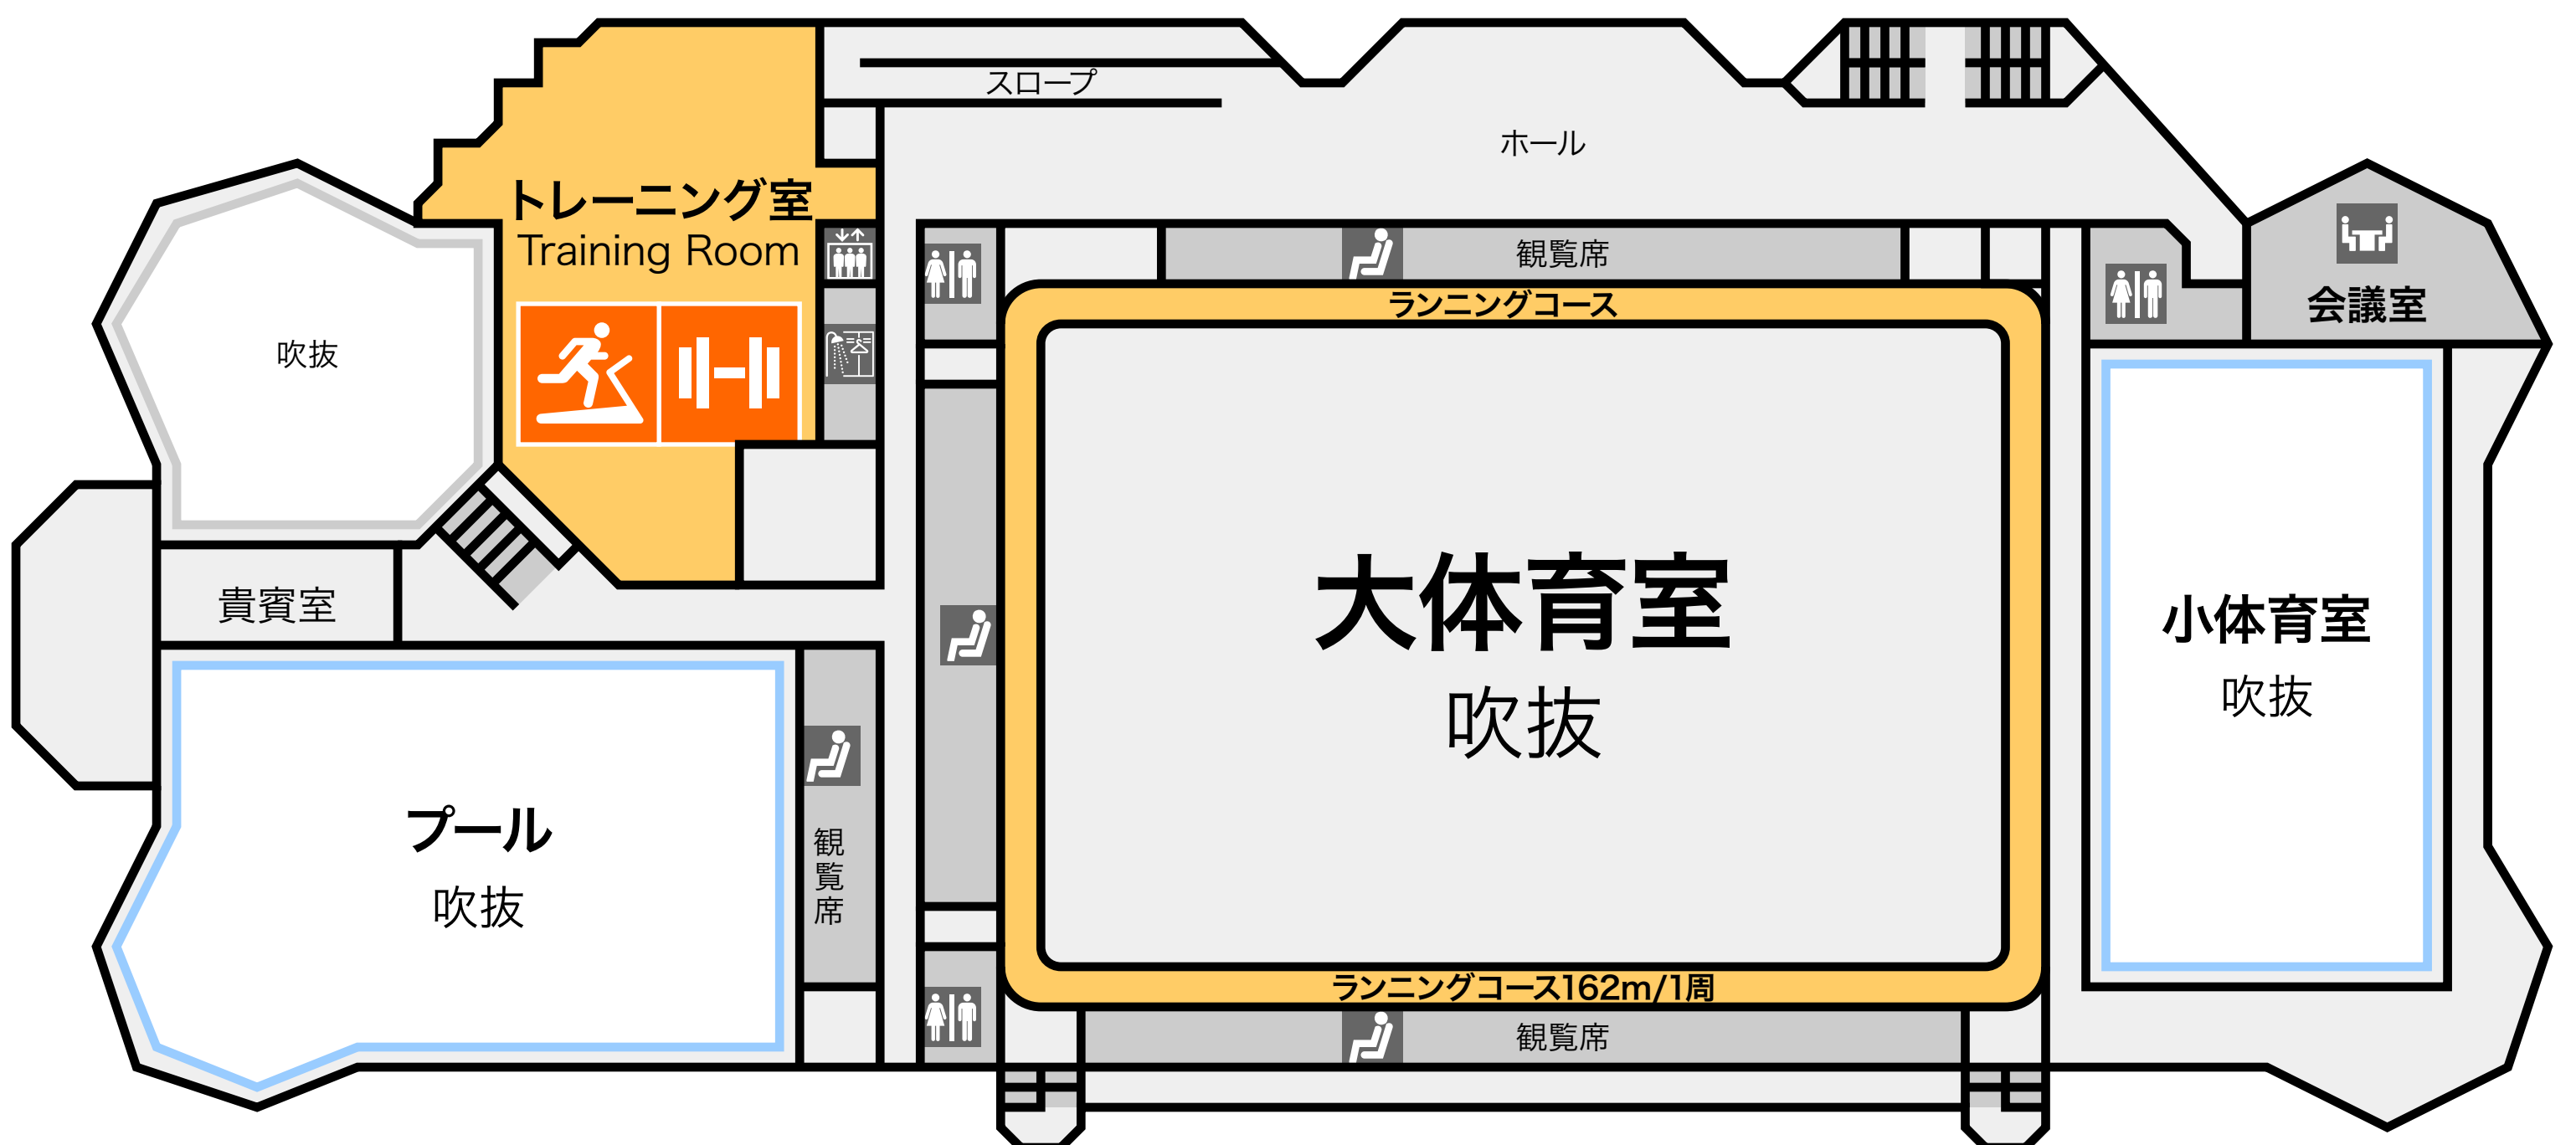 スロープ
ホール
トレーニング室
Training Room
観覧席
ランニングコース
会議室
吹抜
大体育室
吹抜
小体育室
吹抜
貴賓室
プール
吹抜
観覧席
ランニングコース162m/1周
観覧席